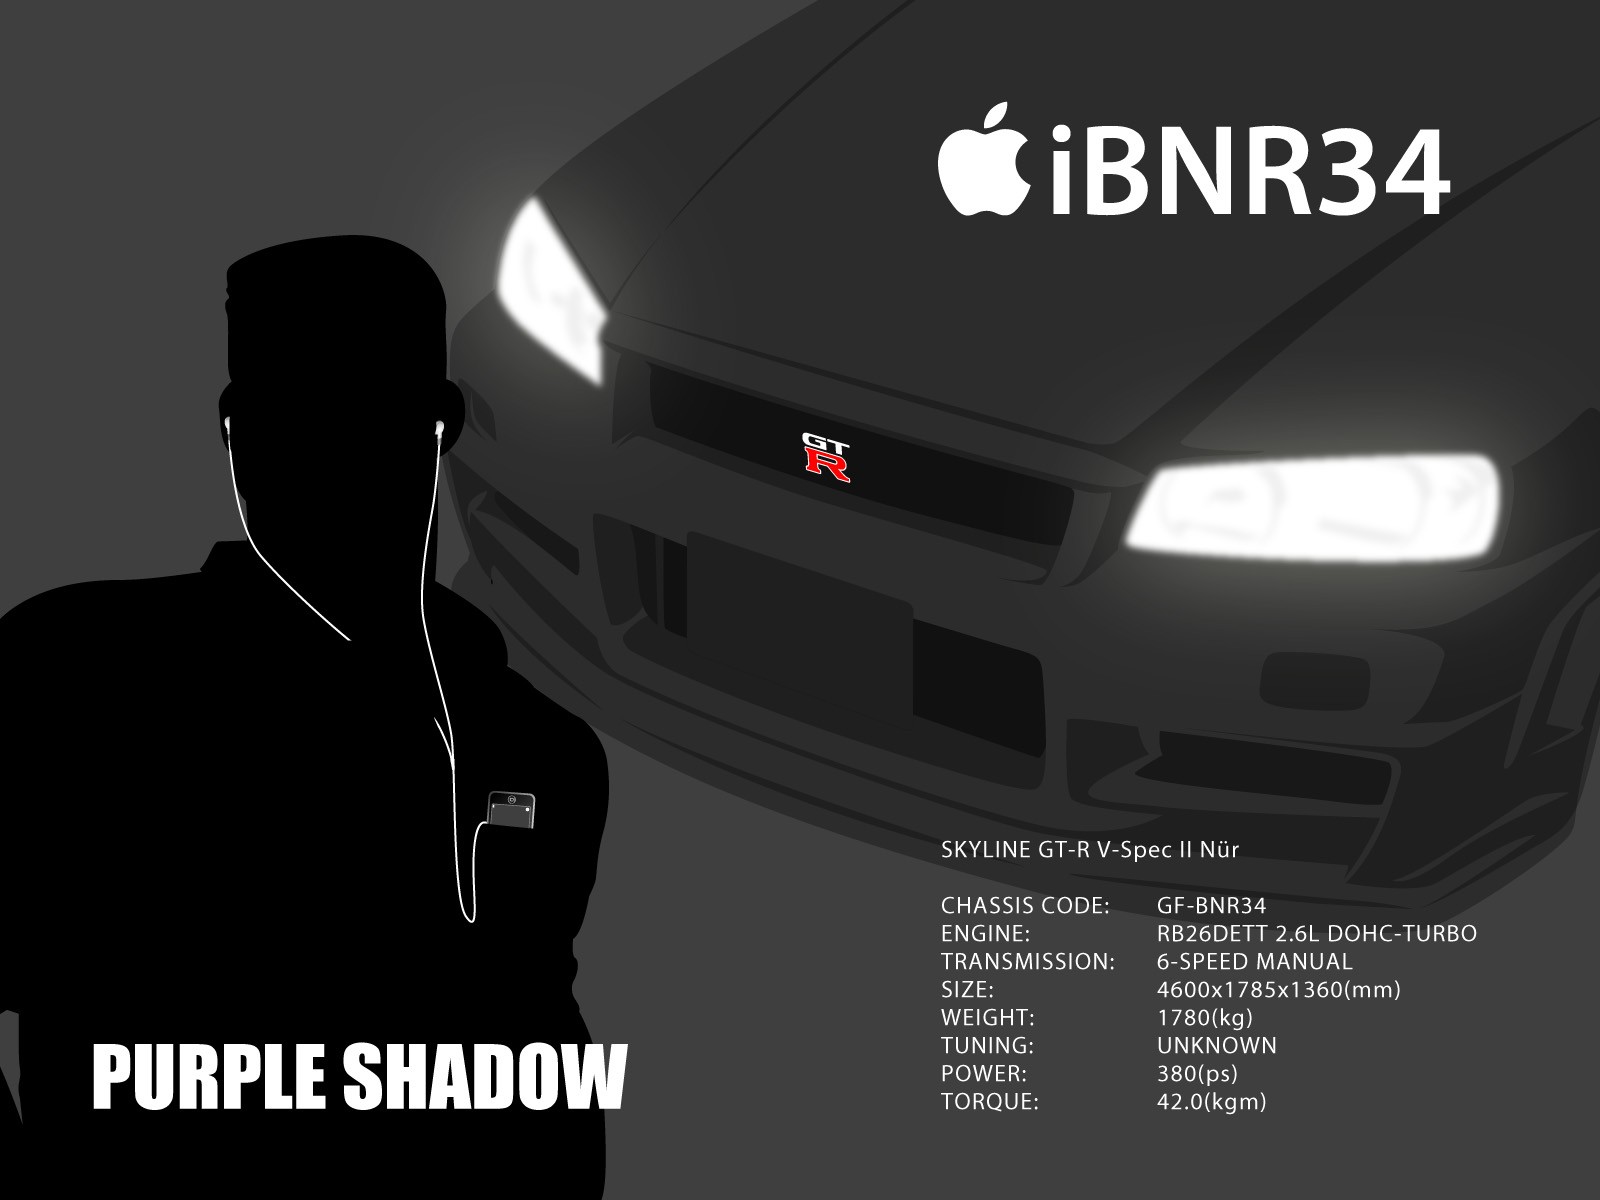 iBNR34
GT
R
SKYLINE GT-R V-Spec II Nür
CHASSIS CODE: GF-BNR34
ENGINE: RB26DETT 2.6L DOHC-TURBO
TRANSMISSION: 6-SPEED MANUAL
SIZE: 4600x1785x1360(mm)
WEIGHT: 1780(kg)
TUNING: UNKNOWN
POWER: 380(ps)
TORQUE: 42.0(kgm)
PURPLE SHADOW